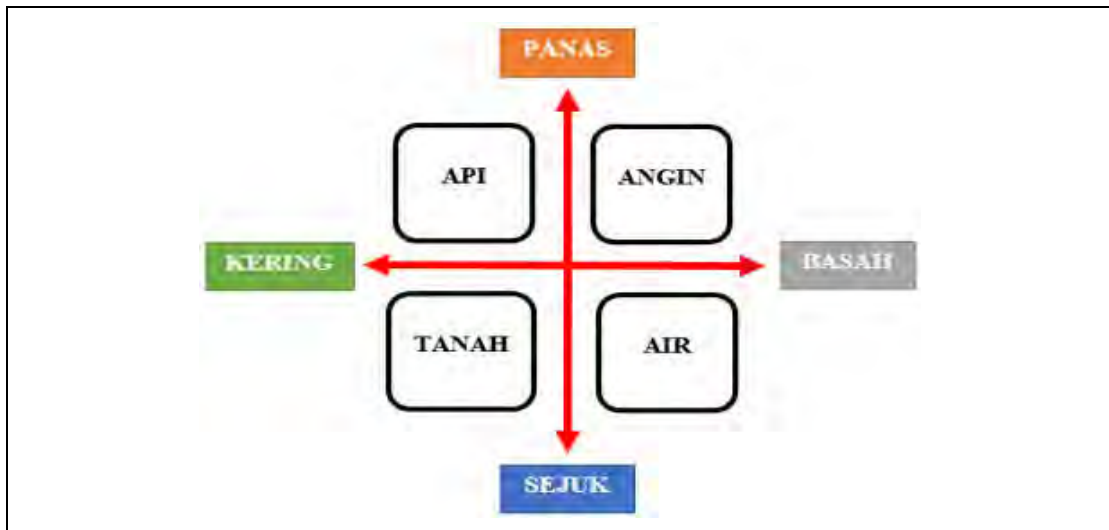 PANAS
API
ANGIN
KERING
BASAH
TANAH
AIR
SEJUK